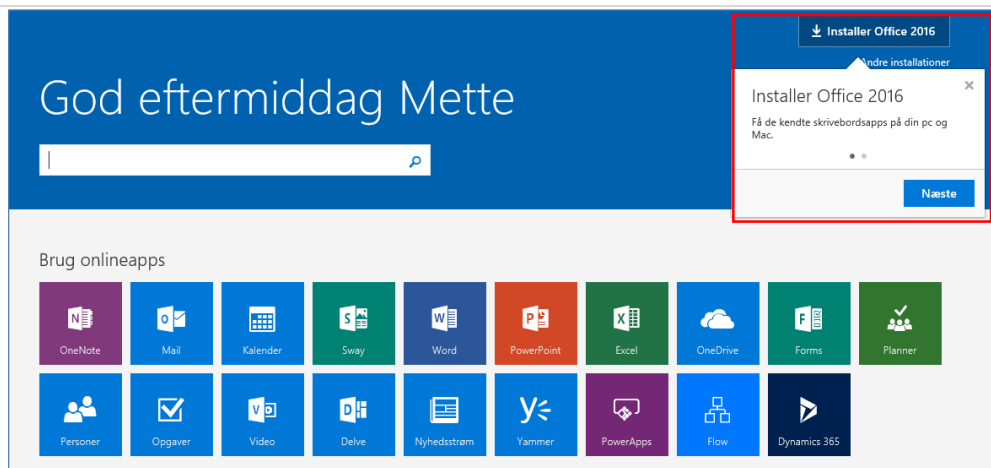 Installer Office 2016
Andre installationer
God eftermiddag Mette
Installer Office 2016
Få de kendte skrivebordsapps på din pc og
Mac.
Næste
Brug onlineapps
OneNote
Mail
Kalender
Sway
Word
PowerPoint
Excel
OneDrive
Forms
Planner
Personer
Opgaver
Video
Delve
Nyhedsstrøm
Yammer
PowerApps
Flow
Dynamics 365